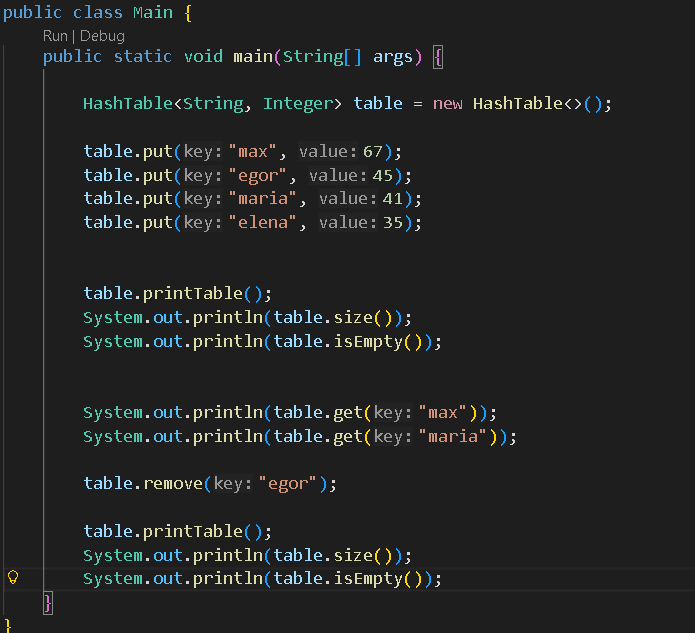 public class Main {
Run | Debug
public static void main(String[] args) {
HashTable<String, Integer> table = new HashTable<>();
table.put(key: "max", value: 67);
table.put(key: "egor", value: 45);
table.put(key: "maria", value: 41);
table.put(key: "elena", value: 35);
table.printTable();
System.out.println(table.size());
System.out.println(table.isEmpty());
System.out.println(table.get(key: "max"));
System.out.println(table.get(key: "maria"));
table.remove(key: "egor");
table.printTable();
System.out.println(table.size());
System.out.println(table.isEmpty());
}
}